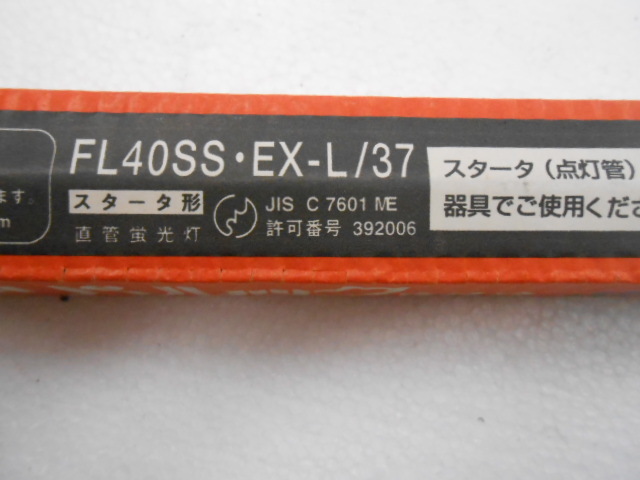 FL40SS・EX-L/37
スタータ（点灯管）
ます。
スタータ形
JIS C 7601 ME
器具でご使用くださ
m
直管蛍光灯
許可番号 392006